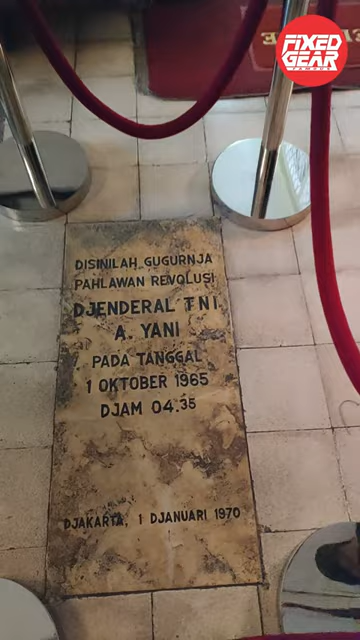 FIXED
GEAR
DISINILAH GUGURNJA
PAHLAWAN REVOLUSI
DJENDERAL TNI
A. YANI
PADA TANGGAL
1 OKTOBER 1965
DJAM 04.35
DJAKARTA, 1 DJANUARI 1970